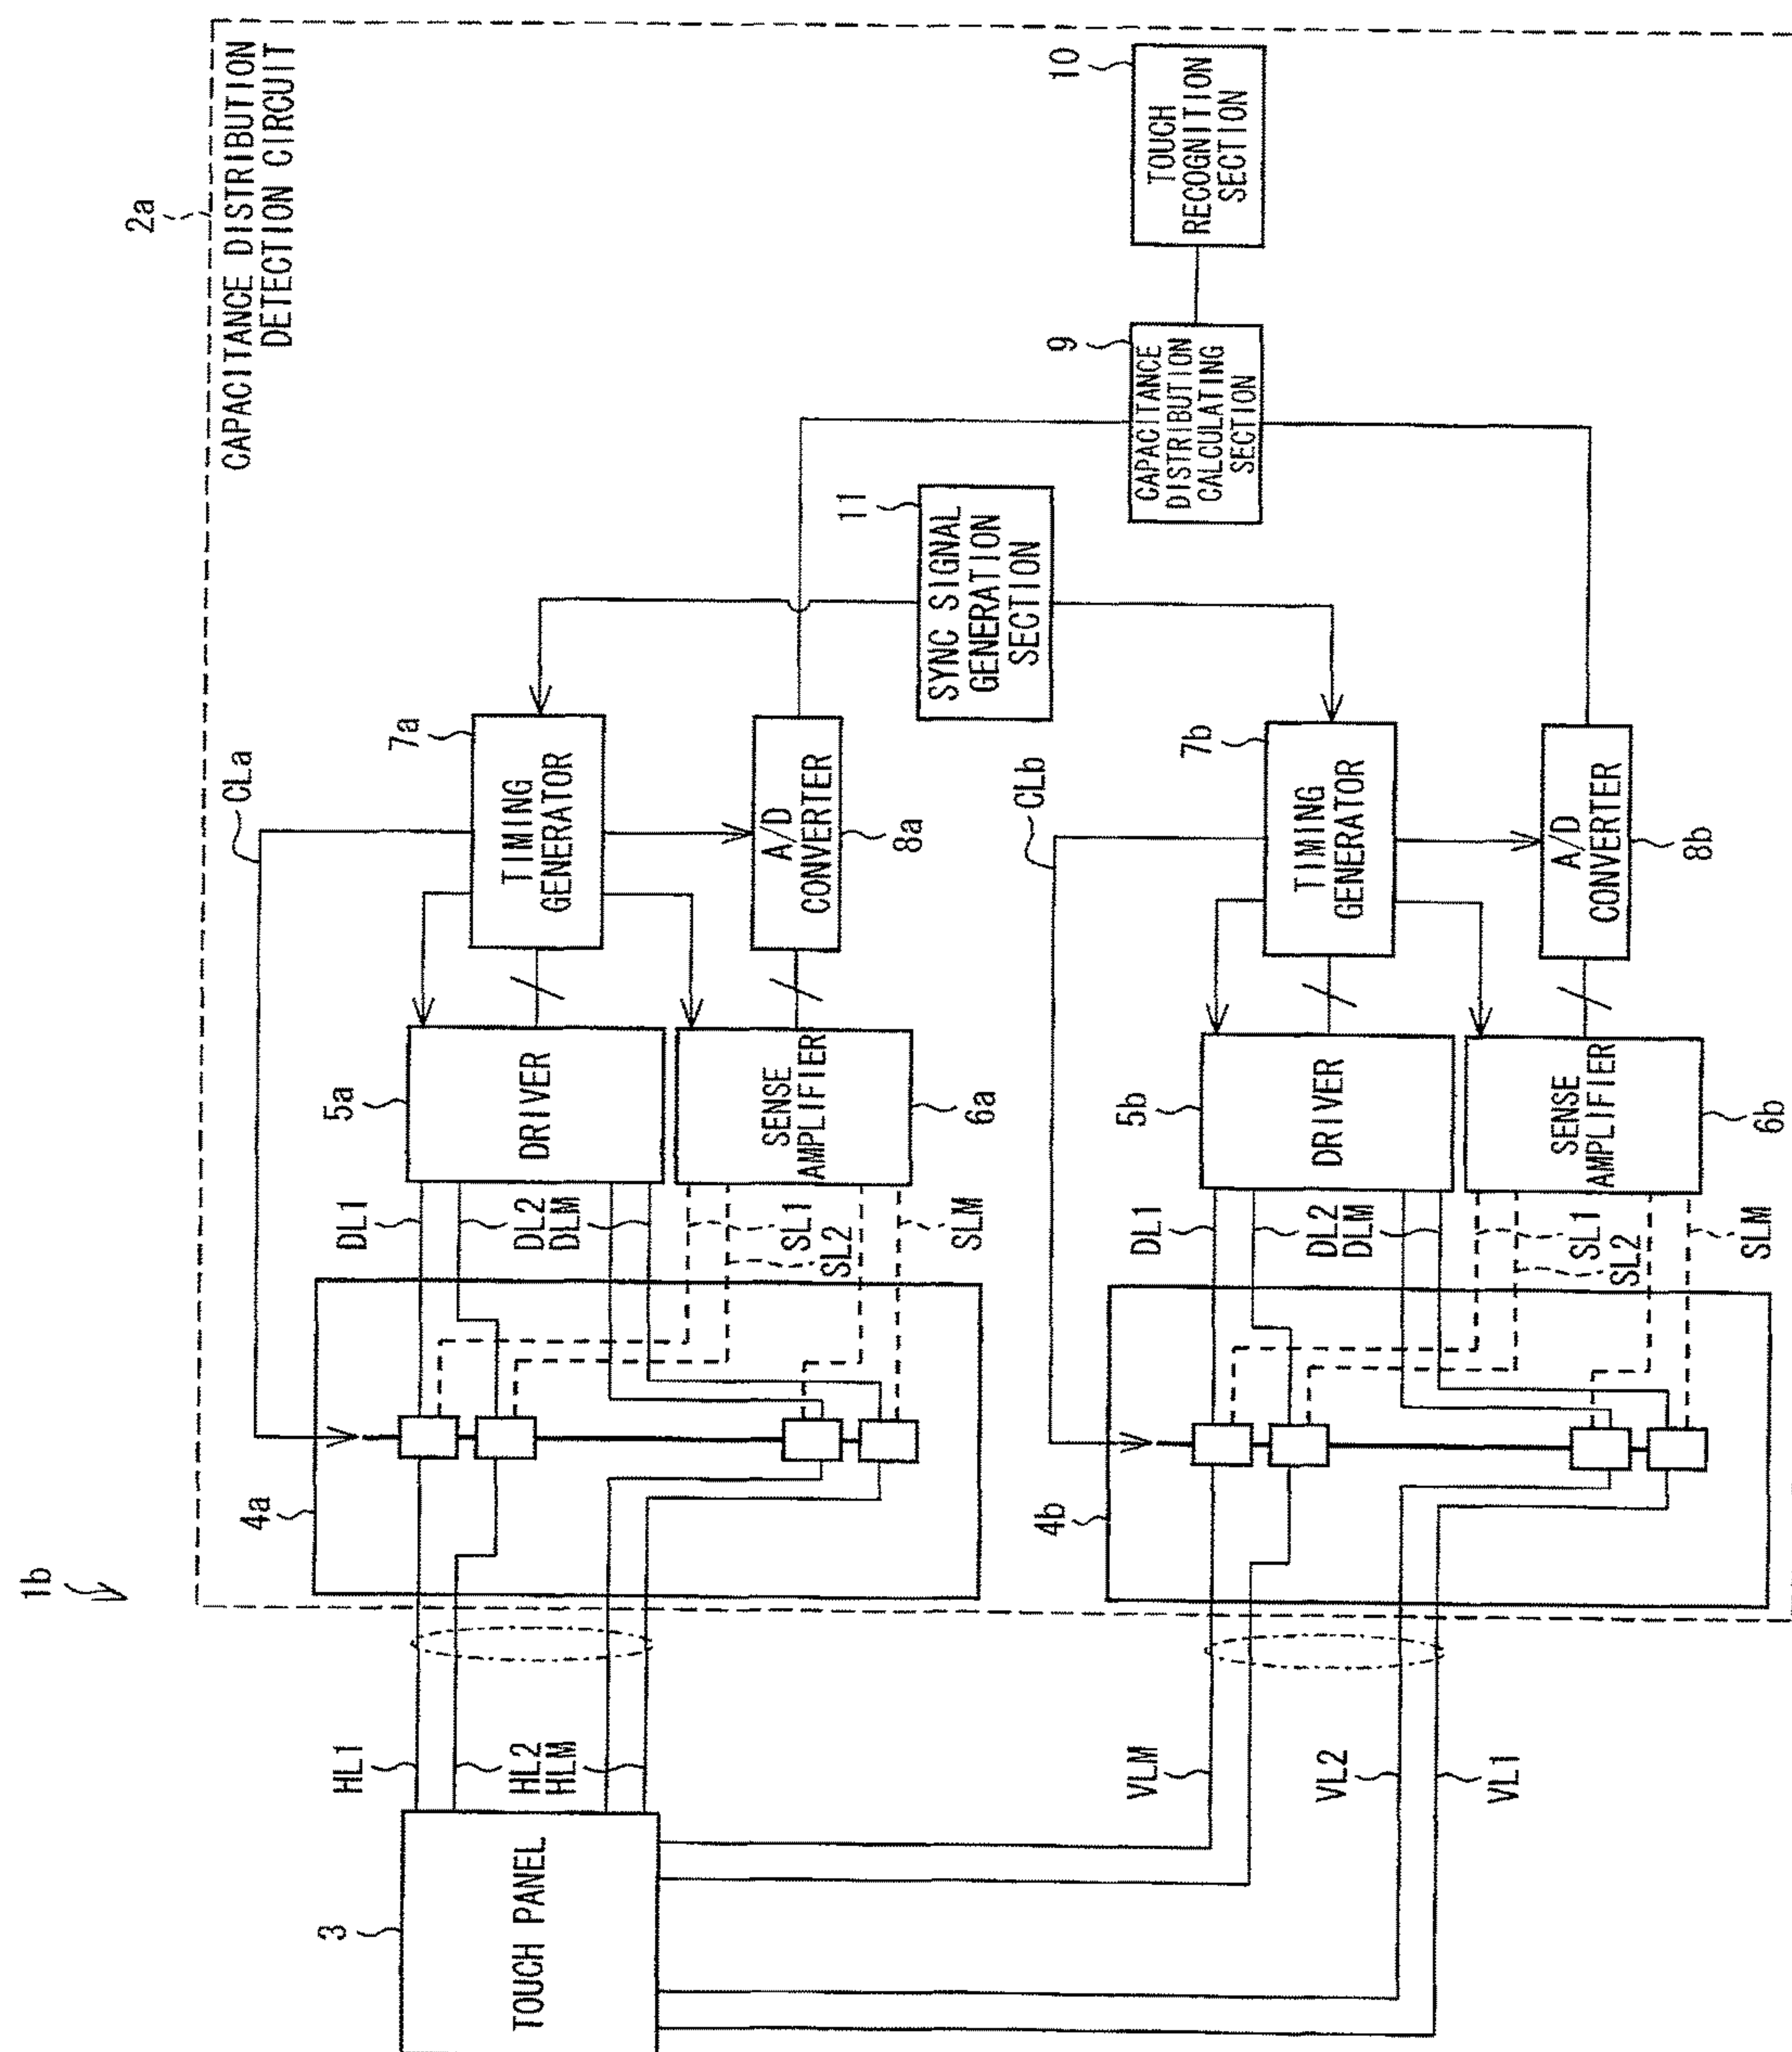 1b
2a
CAPACITANCE DISTRIBUTION
DETECTION CIRCUIT
3
TOUCH PANEL
HL1
HL2
HLM
4a
CLa
DL1
DL2
DLM
SL1
SL2
SLM
5a
DRIVER
6a
SENSE
AMPLIFIER
7a
TIMING
GENERATOR
8a
A/D
CONVERTER
11
SYNC SIGNAL
GENERATION
SECTION
9
CAPACITANCE
DISTRIBUTION
CALCULATING
SECTION
10
TOUCH
RECOGNITION
SECTION
VLM
VL2
VL1
4b
CLb
DL1
DL2
DLM
SL1
SL2
SLM
5b
DRIVER
6b
SENSE
AMPLIFIER
7b
TIMING
GENERATOR
8b
A/D
CONVERTER